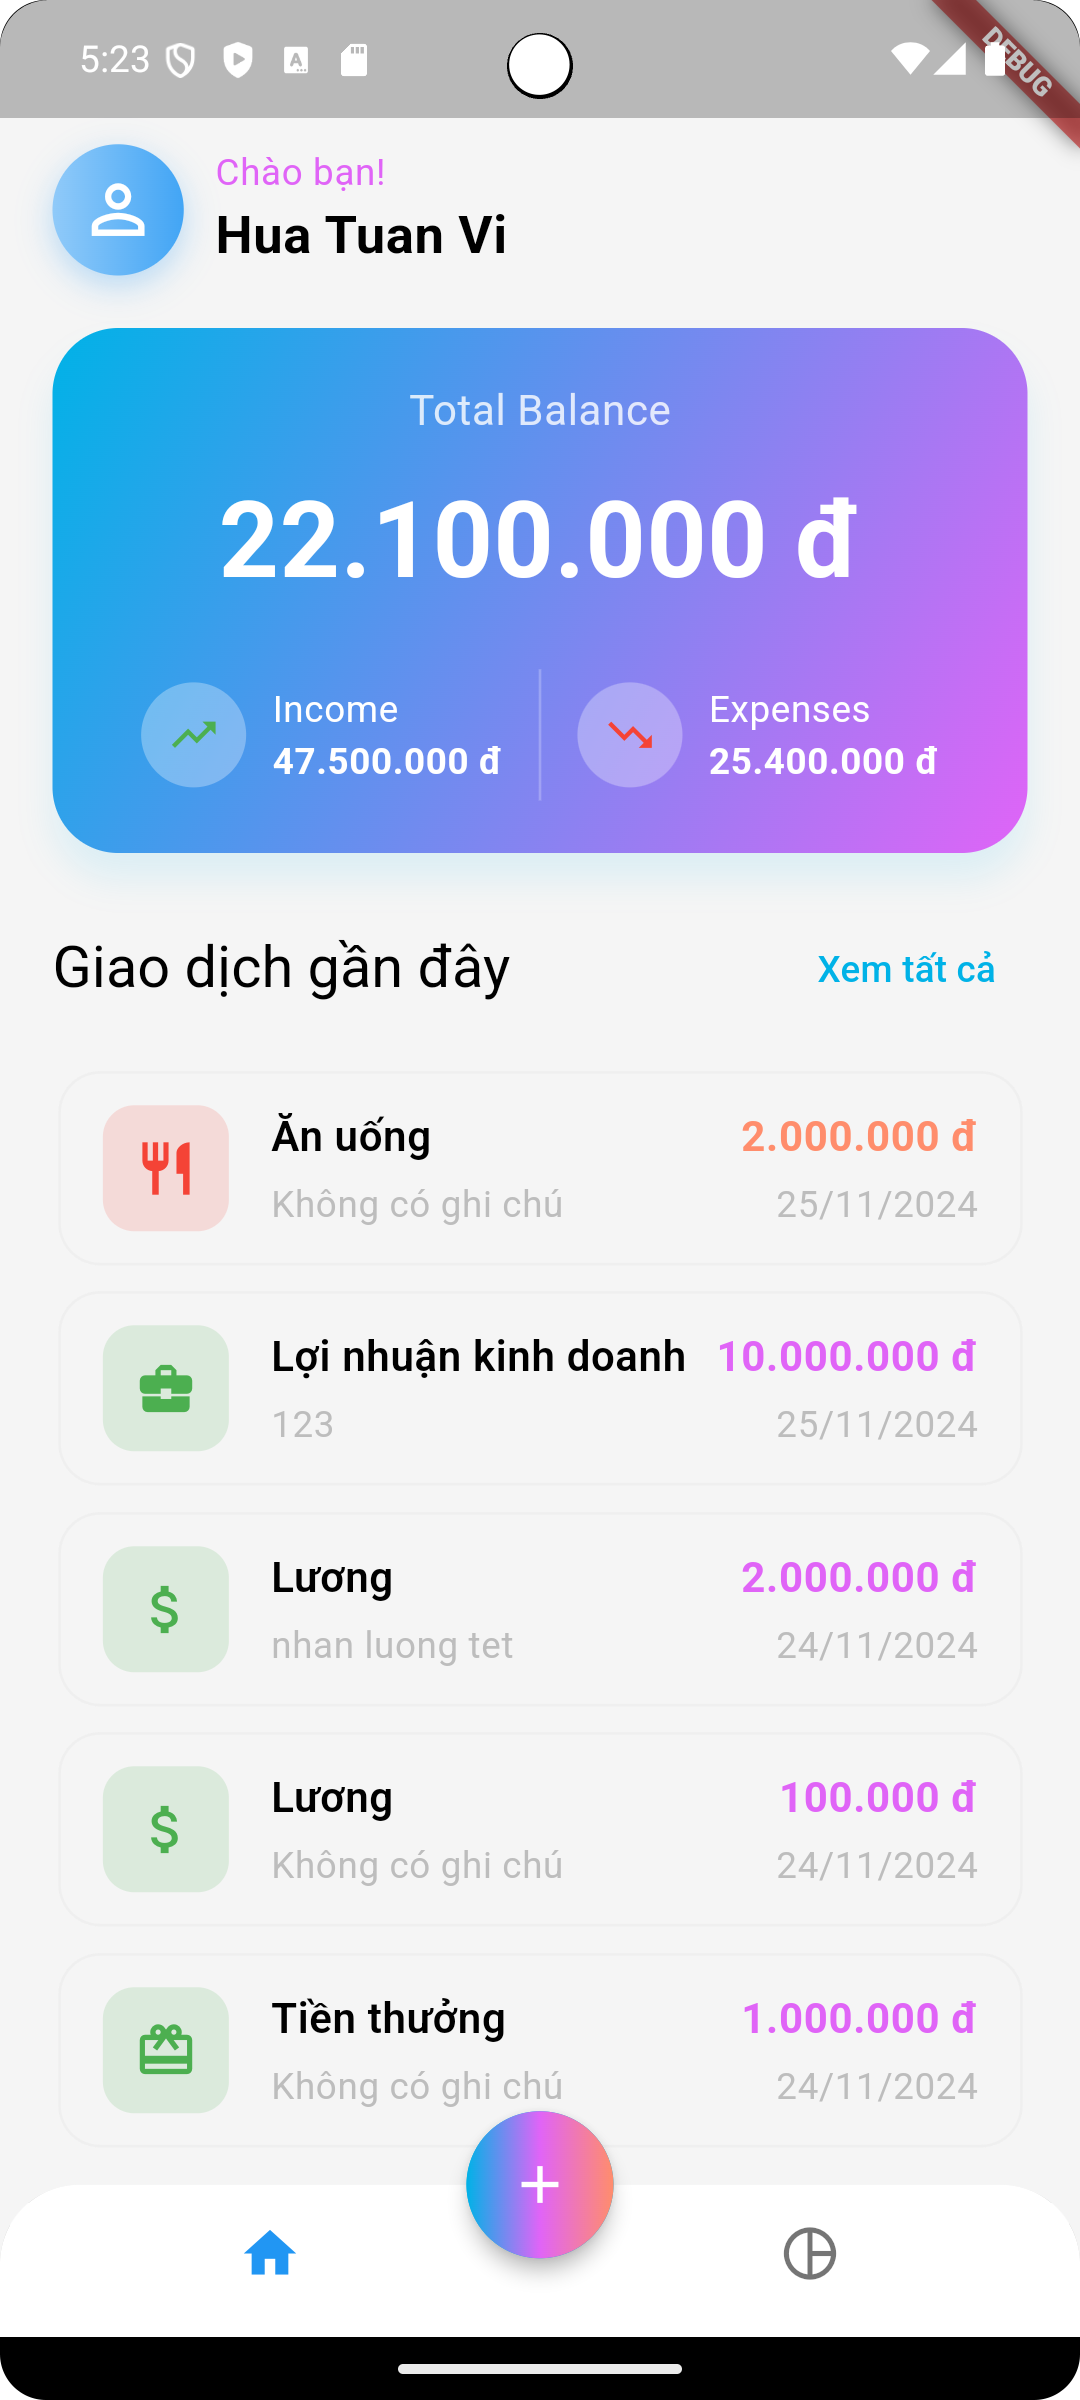 5:23
DEBUG
Chào bạn!
Hua Tuan Vi
Total Balance
22.100.000 đ
Income
47.500.000 đ
Expenses
25.400.000 đ
Giao dịch gần đây
Xem tất cả
Ăn uống
2.000.000 đ
Không có ghi chú
25/11/2024
Lợi nhuận kinh doanh
10.000.000 đ
123
25/11/2024
Lương
2.000.000 đ
nhan luong tet
24/11/2024
Lương
100.000 đ
Không có ghi chú
24/11/2024
Tiền thưởng
1.000.000 đ
Không có ghi chú
24/11/2024